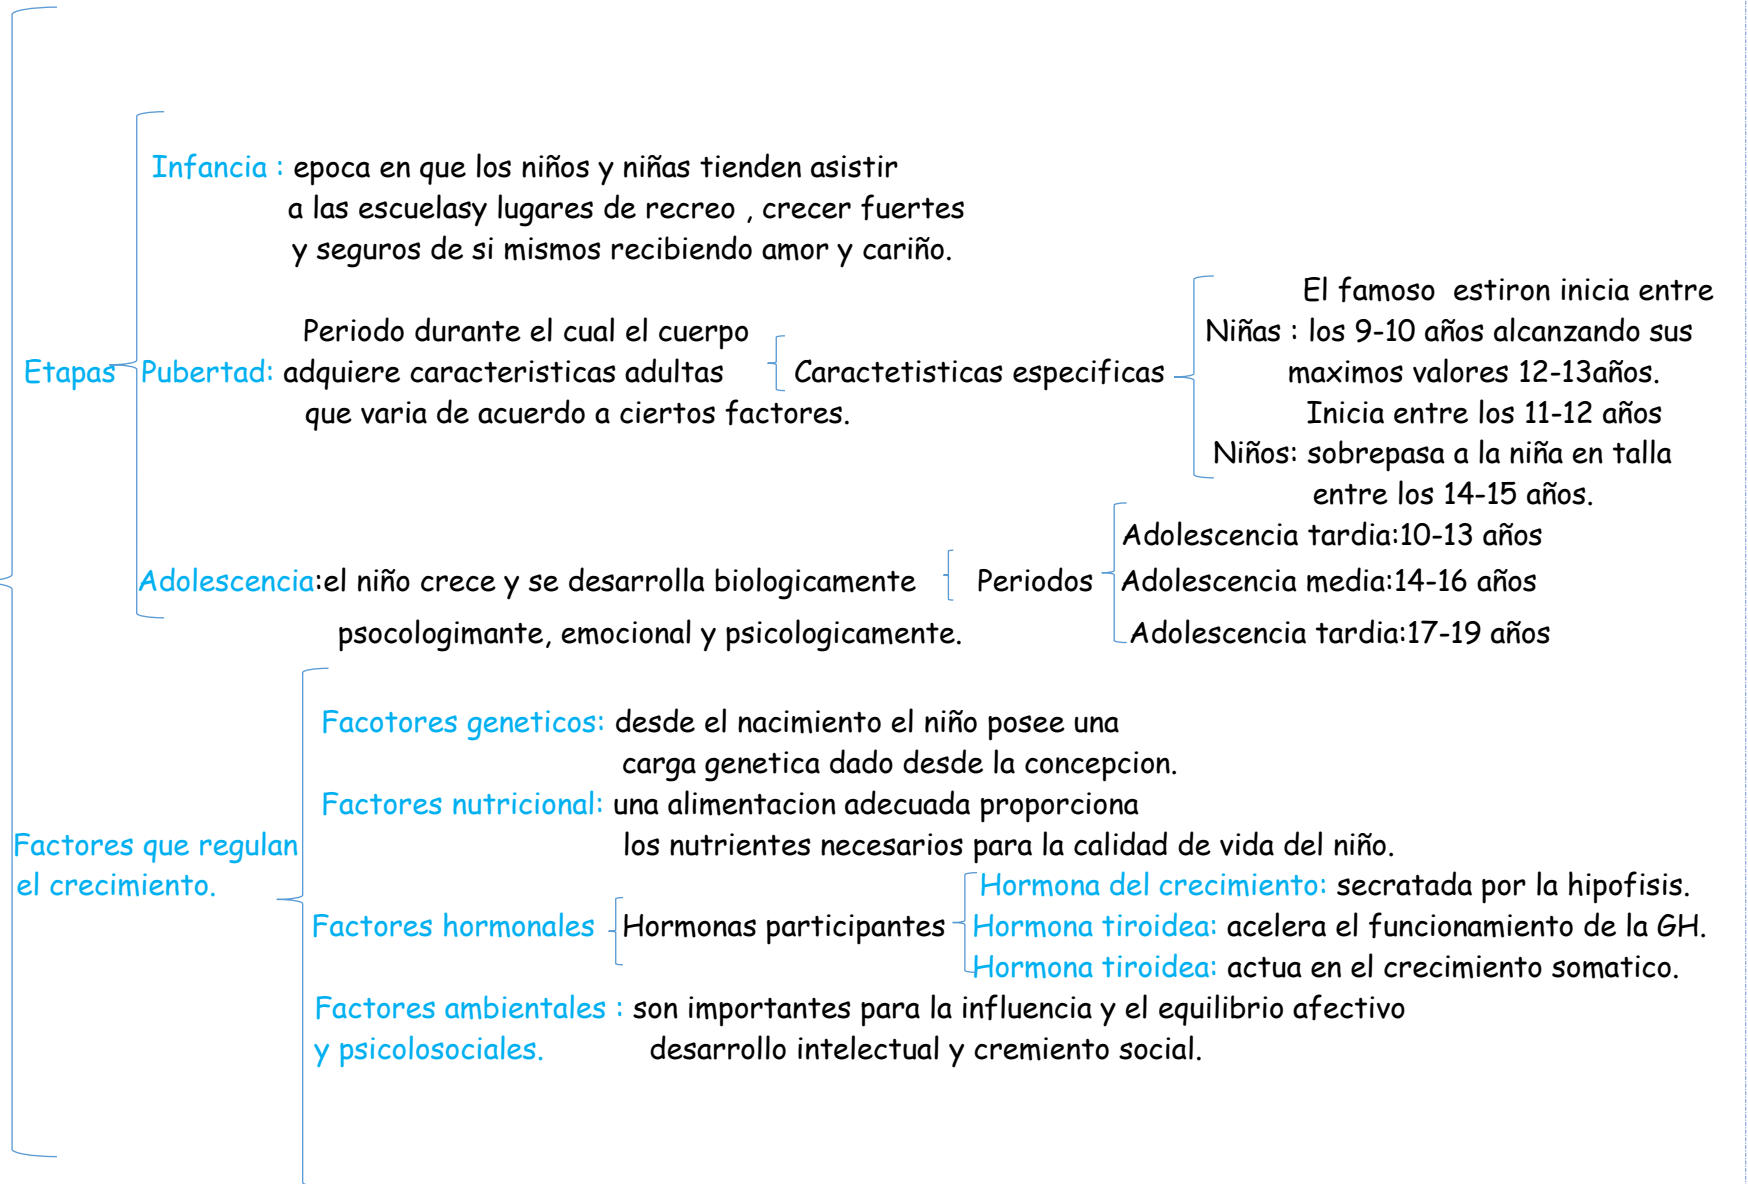 Infancia : epoca en que los niños y niñas tienden asistir
a las escuelasy lugares de recreo , crecer fuertes
y seguros de si mismos recibiendo amor y cariño.
Etapas
Periodo durante el cual el cuerpo
Pubertad: adquiere caracteristicas adultas
que varia de acuerdo a ciertos factores.
Caractetisticas especificas
El famoso estiron inicia entre
Niñas : los 9-10 años alcanzando sus
maximos valores 12-13años.
Inicia entre los 11-12 años
Niños: sobrepasa a la niña en talla
entre los 14-15 años.
Adolescencia:el niño crece y se desarrolla biologicamente
psocologimante, emocional y psicologicamente.
Periodos
Adolescencia tardia:10-13 años
Adolescencia media:14-16 años
Adolescencia tardia:17-19 años
Factores que regulan
el crecimiento.
Facotores geneticos: desde el nacimiento el niño posee una
carga genetica dado desde la concepcion.
Factores nutricional: una alimentacion adecuada proporciona
los nutrientes necesarios para la calidad de vida del niño.
Factores hormonales
Hormonas participantes
Hormona del crecimiento: secratada por la hipofisis.
Hormona tiroidea: acelera el funcionamiento de la GH.
Hormona tiroidea: actua en el crecimiento somatico.
Factores ambientales : son importantes para la influencia y el equilibrio afectivo
y psicolosociales. desarrollo intelectual y cremiento social.